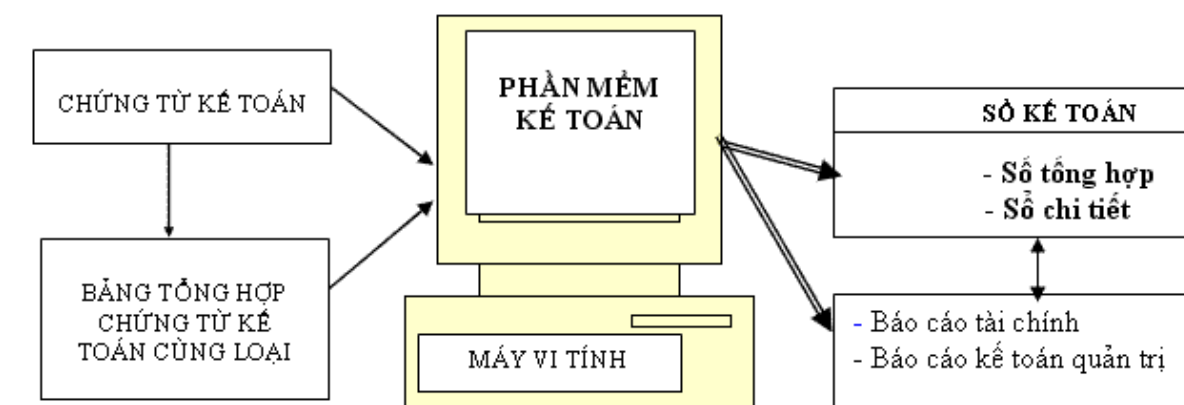 CHỨNG TỪ KẾ TOÁN
BẢNG TỔNG HỢP
CHỨNG TỪ KẾ
TOÁN CÙNG LOẠI
PHẦN MỀM
KẾ TOÁN
MÁY VI TÍNH
SỔ KẾ TOÁN
- Sổ tổng hợp
- Sổ chi tiết
- Báo cáo tài chính
- Báo cáo kế toán quản trị